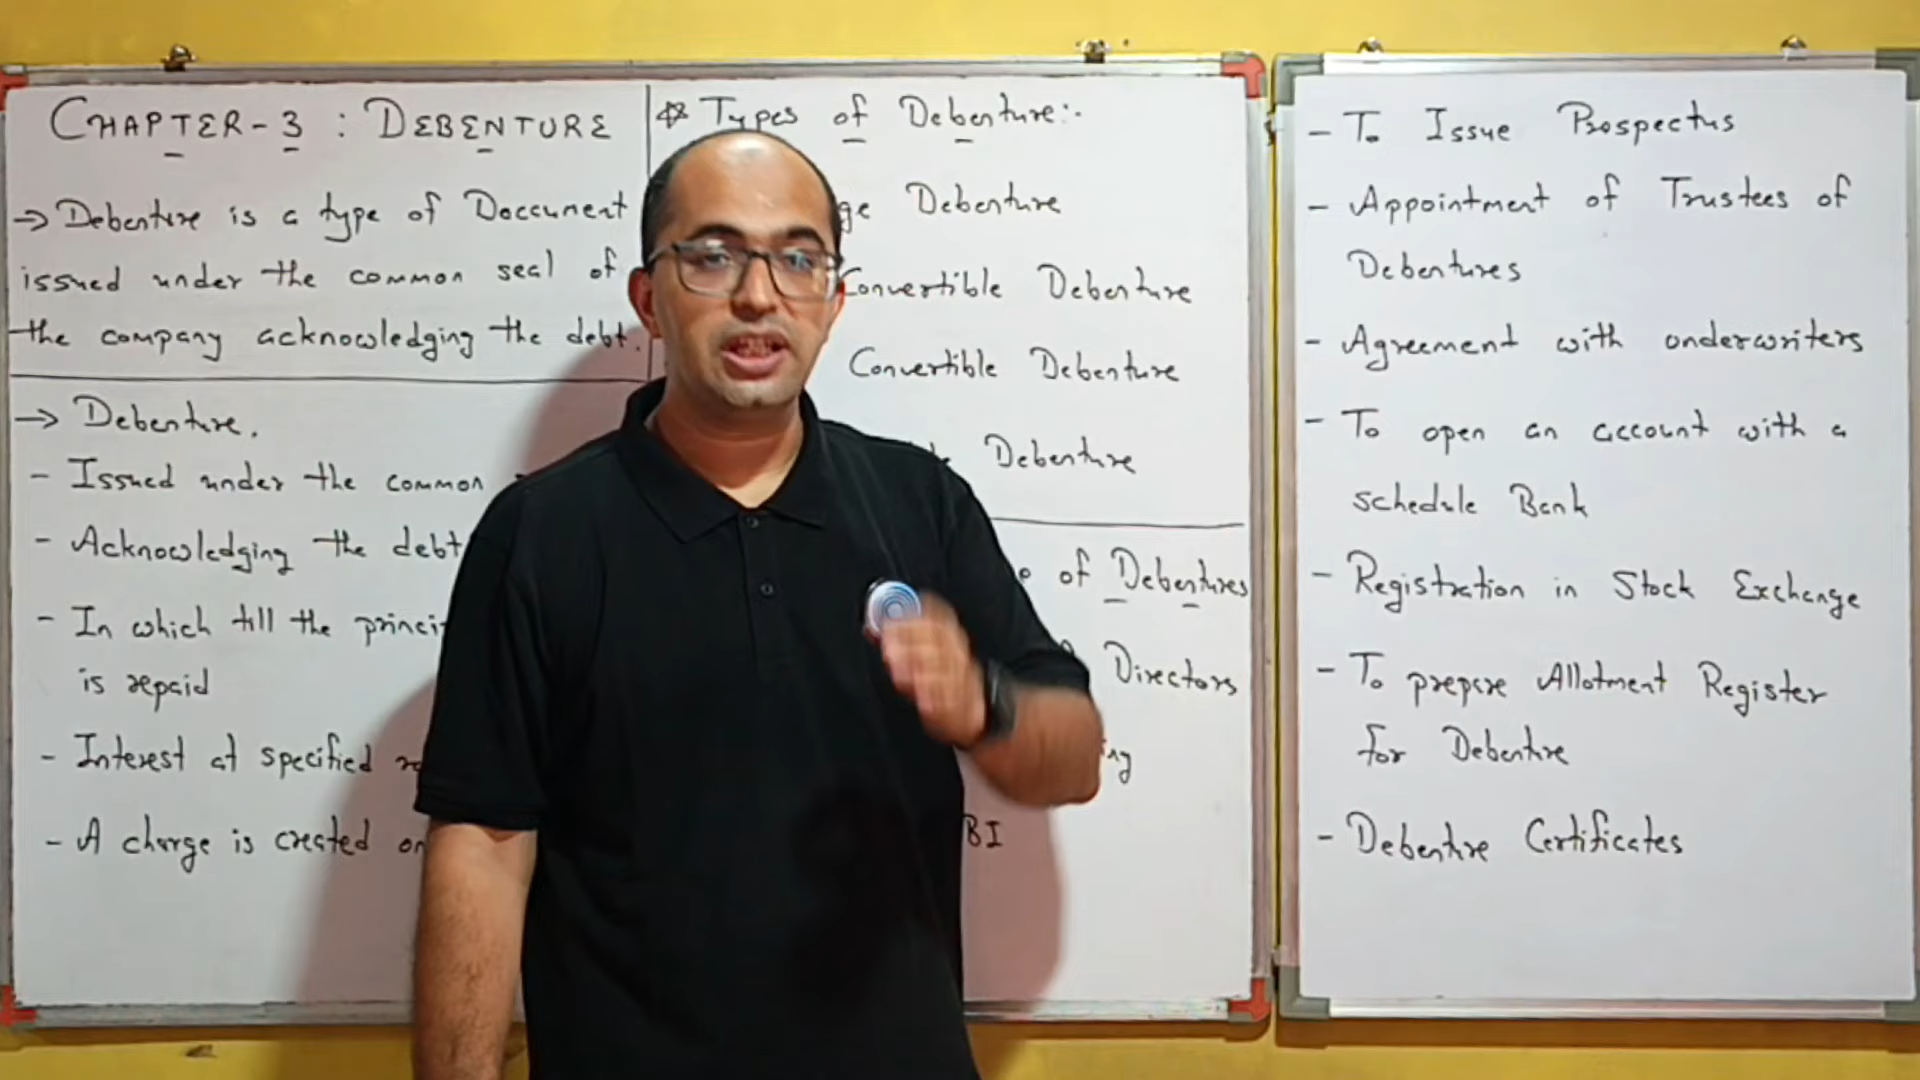 CHAPTER-3 : DEBENTURE
→ Debenture is a type of Doccument
issued under the common seal of
the company acknowledging the debt.
→ Debenture.
- Issued under the common
- Acknowledging the debt
- In which till the
is repaid
- Interest at specified
- A charge is created on
* Types of Debenture:-
Debenture
Convertible Debenture
Convertible Debenture
Debenture
of Debentures
Directors
- To Issue Prospectus
- Appointment of Trustees of
Debentures
- Agreement with underwriters
- To open an account with a
schedule Bank
- Registration in Stock Exchange
- To prepare Allotment Register
for Debenture
- Debenture Certificates